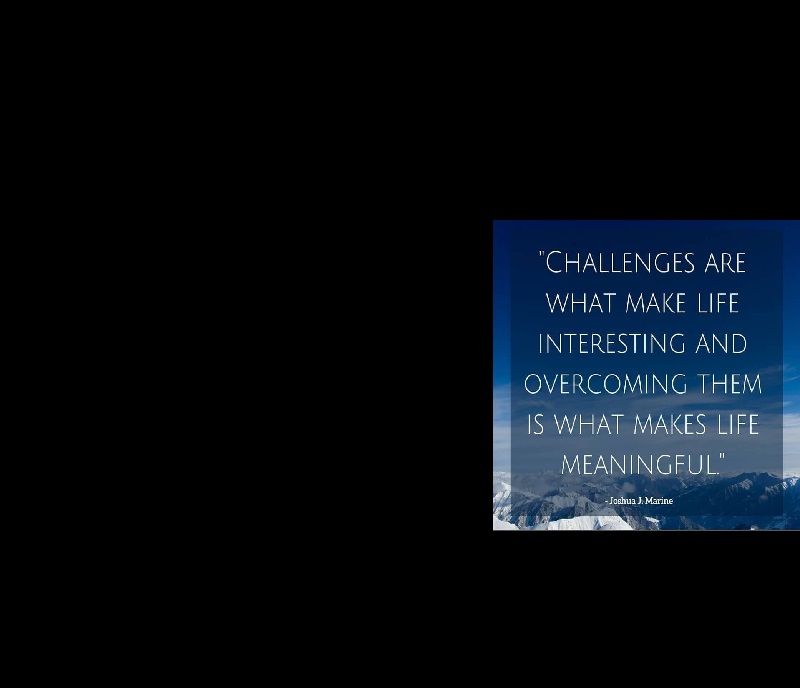 "CHALLENGES ARE
WHAT MAKE LIFE
INTERESTING AND
OVERCOMING THEM
IS WHAT MAKES LIFE
MEANINGFUL."
- Joshua J. Marine